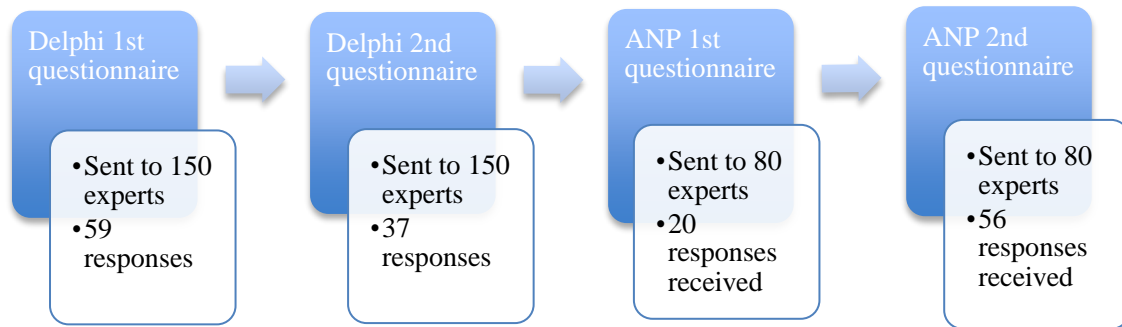 Delphi 1st
questionnaire
•Sent to 150
experts
•59
responses
Delphi 2nd
questionnaire
•Sent to 150
experts
•37
responses
ANP 1st
questionnaire
•Sent to 80
experts
•20
responses
received
ANP 2nd
questionnaire
•Sent to 80
experts
•56
responses
received